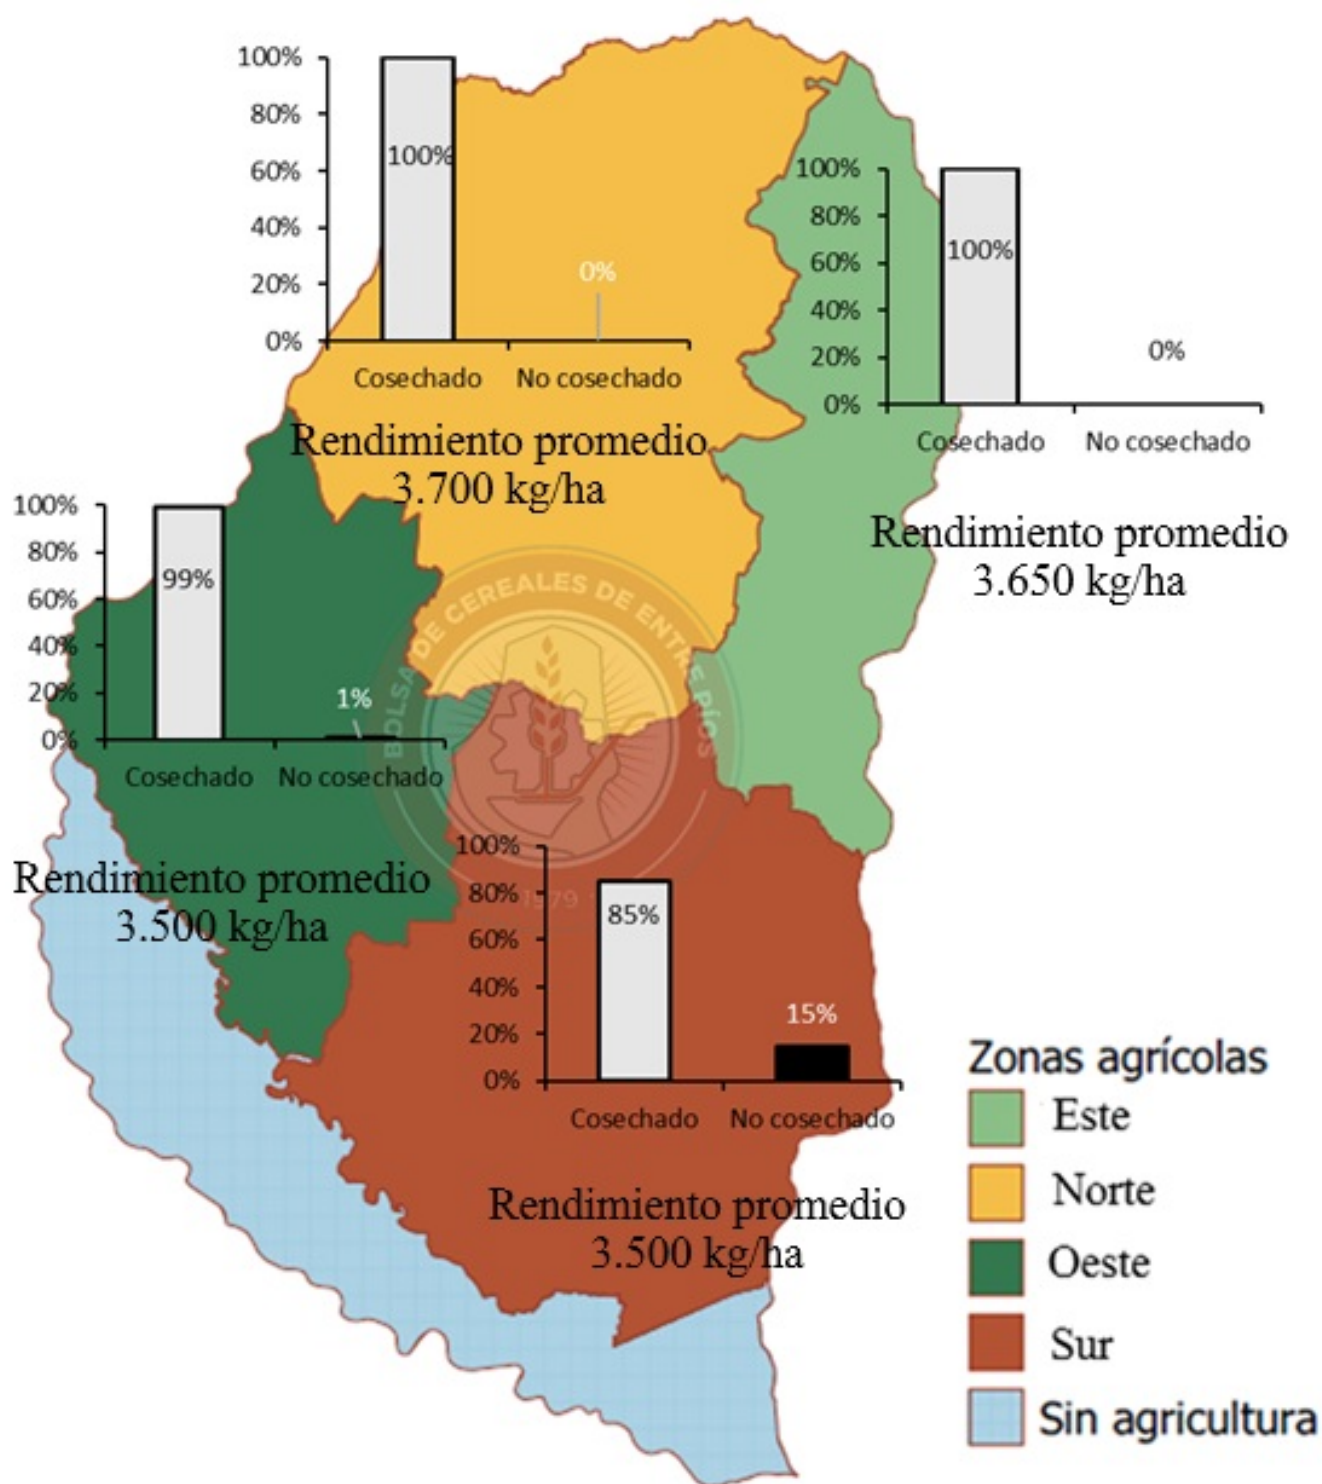 100%
80%
60%
40%
20%
0%
100%
0%
Cosechado No cosechado
Rendimiento promedio
3.700 kg/ha
100%
80%
60%
40%
20%
0%
100%
0%
Cosechado No cosechado
Rendimiento promedio
3.650 kg/ha
100%
80%
60%
40%
20%
0%
99%
1%
Cosechado No cosechado
Rendimiento promedio
3.500 kg/ha
BOLSA DE CEREALES DE ENTRE RÍOS
1979
100%
80%
60%
40%
20%
0%
85%
15%
Cosechado No cosechado
Rendimiento promedio
3.500 kg/ha
Zonas agrícolas
Este
Norte
Oeste
Sur
Sin agricultura